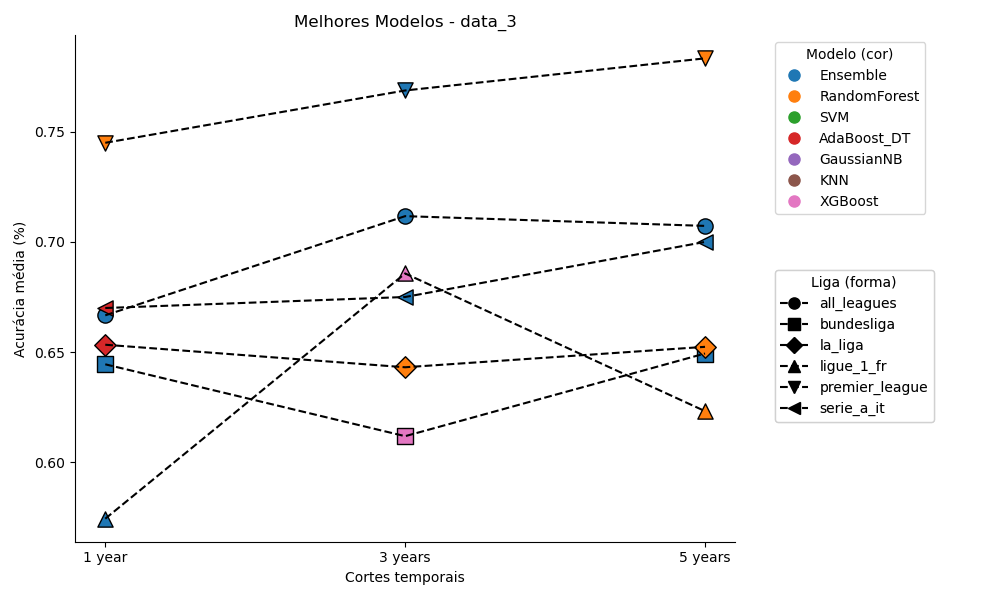 Melhores Modelos - data_3
Acurácia média (%)
0.75
0.70
0.65
0.60
1 year
3 years
5 years
Cortes temporais
Modelo (cor)
Ensemble
RandomForest
SVM
AdaBoost_DT
GaussianNB
KNN
XGBoost
Liga (forma)
all_leagues
bundesliga
la_liga
ligue_1_fr
premier_league
serie_a_it